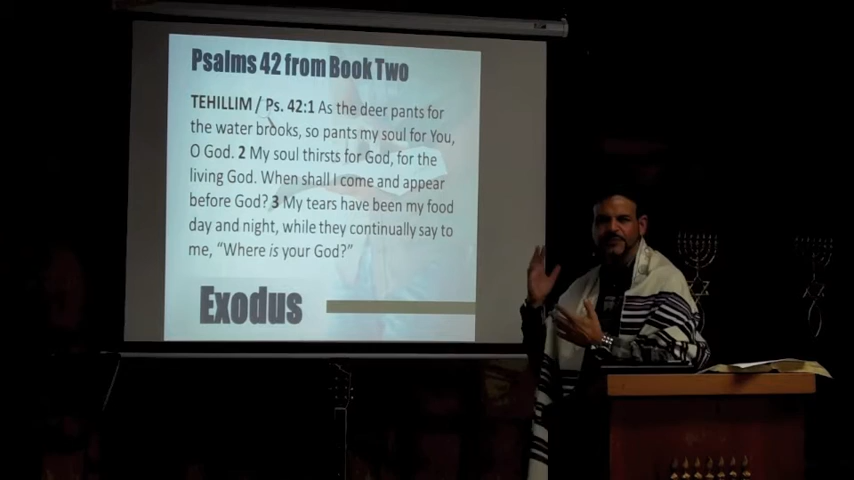 Psalms 42 from Book Two
TEHILLIM / Ps. 42:1 As the deer pants for
the water brooks, so pants my soul for You,
O God. 2 My soul thirsts for God, for the
living God. When shall I come and appear
before God? 3 My tears have been my food
day and night, while they continually say to
me, “Where is your God?”
Exodus